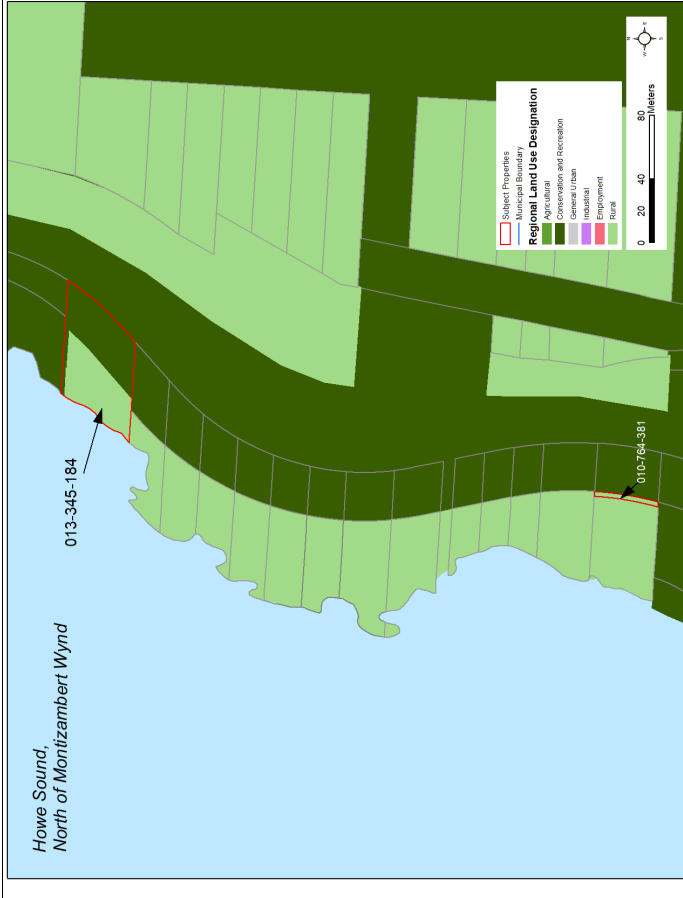 Howe Sound,
North of Montizambert Wynd
013-345-184
010-764-381
Subject Properties
Municipal Boundary
Regional Land Use Designation
Agricultural
Conservation and Recreation
General Urban
Industrial
Employment
Rural
0 20 40 80
Meters
N
E
S
W